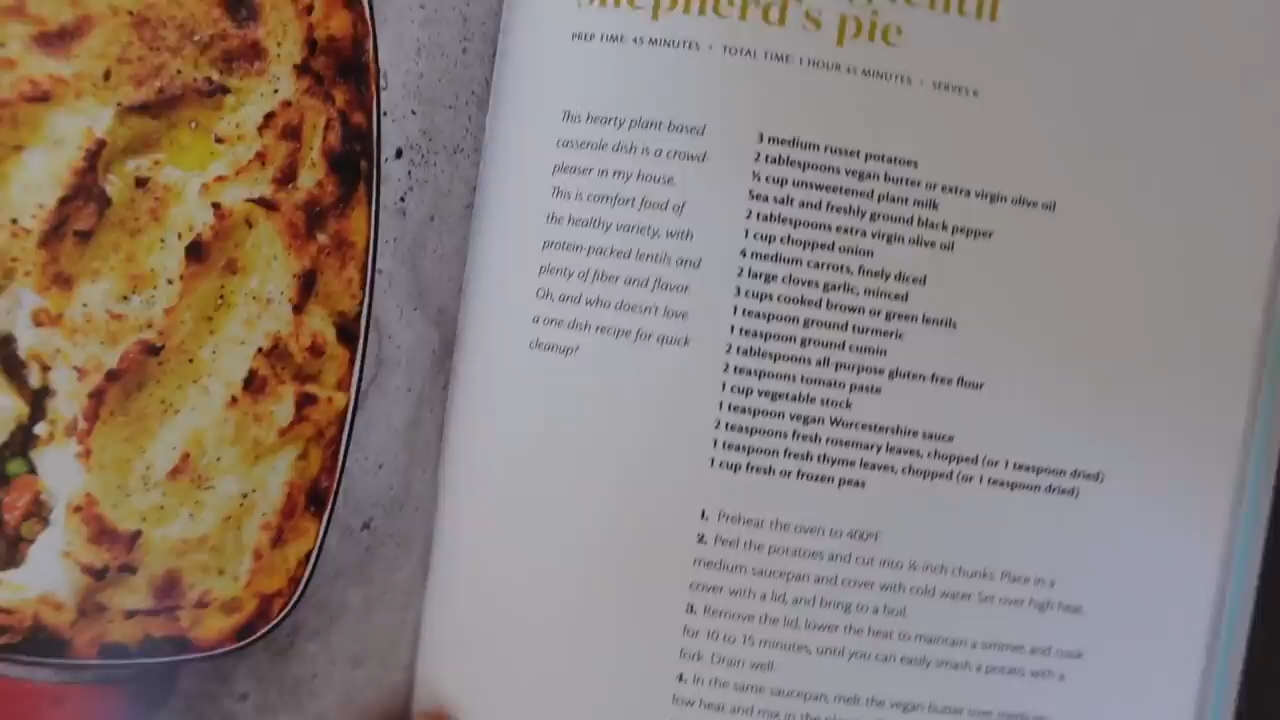 lentil
shepherd's pie
PREP TIME: 45 MINUTES • TOTAL TIME: 1 HOUR 45 MINUTES • SERVES 6
This hearty plant-based
casserole dish is a crowd-
pleaser in my house.
This is comfort food of
the healthy variety, with
protein-packed lentils and
plenty of fiber and flavor.
Oh, and who doesn't love
a one-dish recipe for quick
cleanup?
3 medium russet potatoes
2 tablespoons vegan butter or extra virgin olive oil
½ cup unsweetened plant milk
Sea salt and freshly ground black pepper
2 tablespoons extra virgin olive oil
1 cup chopped onion
4 medium carrots, finely diced
2 large cloves garlic, minced
3 cups cooked brown or green lentils
1 teaspoon ground turmeric
1 teaspoon ground cumin
2 tablespoons all-purpose gluten-free flour
2 teaspoons tomato paste
1 cup vegetable stock
1 teaspoon vegan Worcestershire sauce
2 teaspoons fresh rosemary leaves, chopped (or 1 teaspoon dried)
1 teaspoon fresh thyme leaves, chopped (or 1 teaspoon dried)
1 cup fresh or frozen peas
1. Preheat the oven to 400°F.
2. Peel the potatoes and cut into ½-inch chunks. Place in a
medium saucepan and cover with cold water. Set over high heat,
cover with a lid, and bring to a boil.
3. Remove the lid, lower the heat to maintain a simmer, and cook
for 10 to 15 minutes, until you can easily smash a potato with a
fork. Drain well.
4. In the same saucepan, melt the vegan butter over medium-
low heat and mix in the